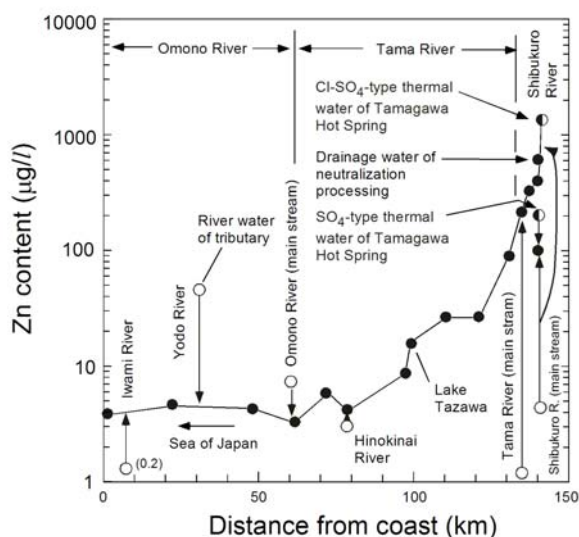 10000
1000
100
10
1
Zn content (µg/l)
Omono River
Tama River
Shibukuro
River
Cl-SO₄-type thermal
water of Tamagawa
Hot Spring
Drainage water of
neutralization
processing
SO₄-type thermal
water of Tamagawa
Hot Spring
River water
of tributary
Iwami River
Yodo River
Omono River (main stream)
(0.2)
Sea of Japan
Hinokinai
River
Lake
Tazawa
Tama River (main stram)
Shibukuro R. (main stream)
0
50
100
150
Distance from coast (km)